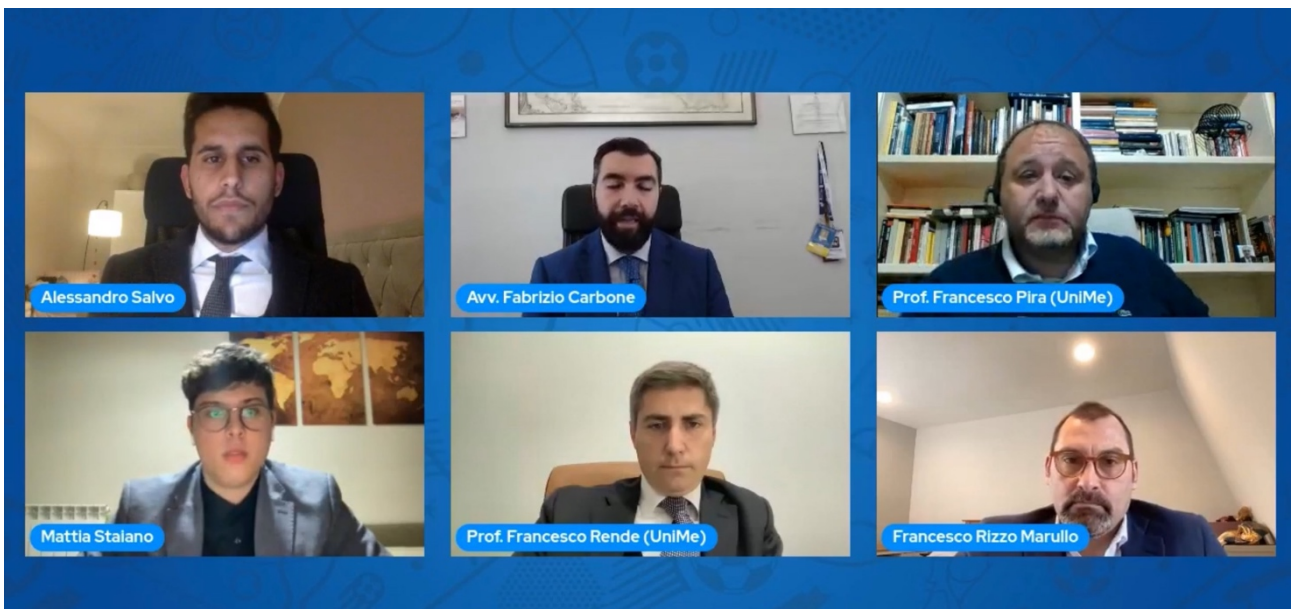 Alessandro Salvo
Avv. Fabrizio Carbone
Prof. Francesco Pira (UniMe)
Mattia Staiano
Prof. Francesco Rende (UniMe)
Francesco Rizzo Marullo